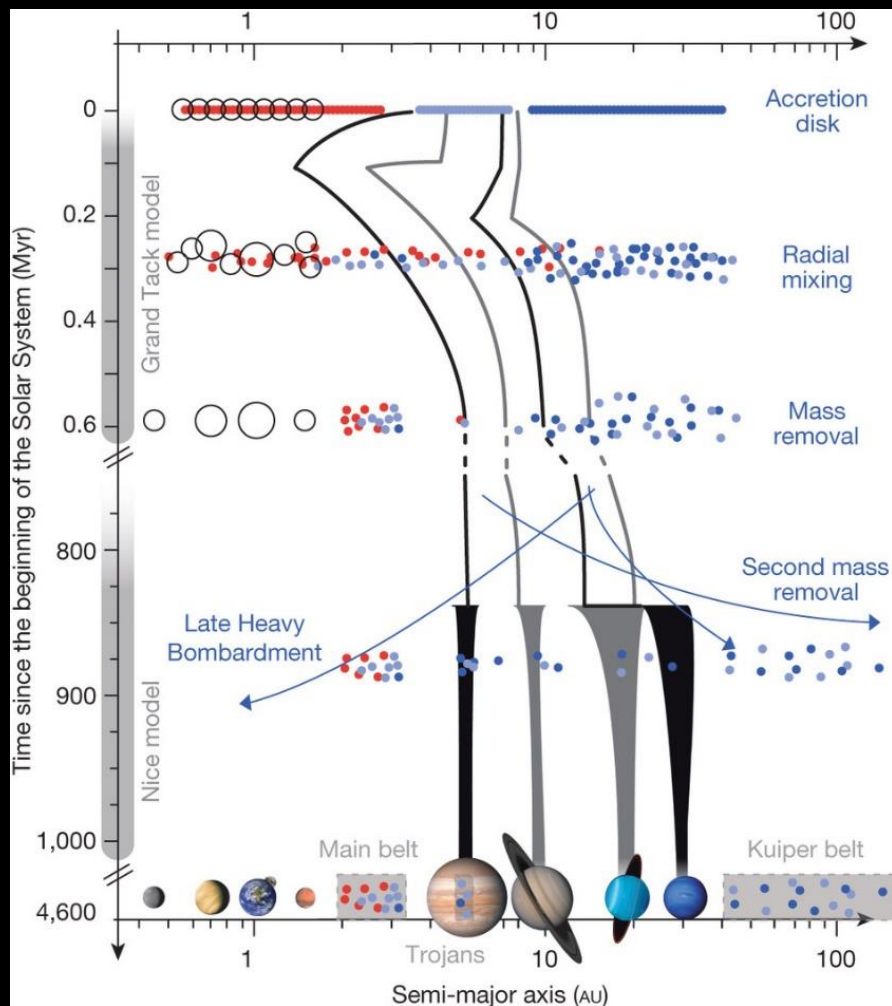 1 10 100
0
Accretion
disk
0.2
Radial
mixing
0.4
Grand Tack model
Mass
removal
0.6
Time since the beginning of the Solar System (Myr)
800
Second mass
removal
Late Heavy
Bombardment
900
Nice model
1,000
Main belt
Kuiper belt
4,600
Trojans
1 10 100
Semi-major axis (AU)